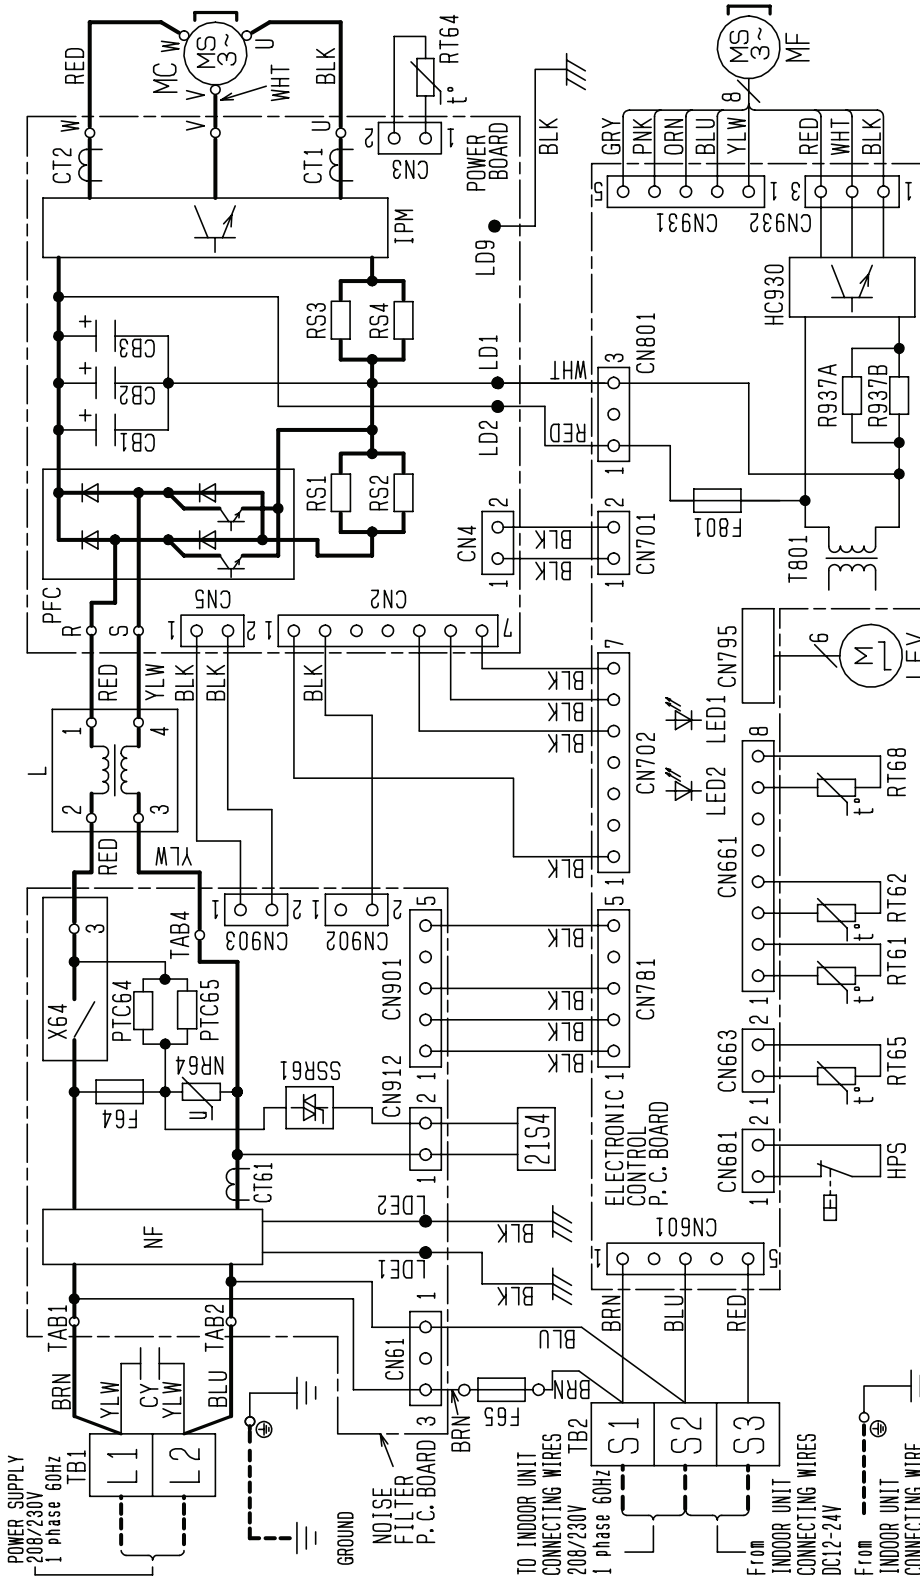 RED
W
MC
MS
3~
U
V
WHT
BLK
W
V
U
CT2
CT1
2
1
CN3
RT64
t°
POWER
BOARD
IPM
LD9
BLK
MS
3~
MF
8
GRY
PNK
ORN
BLU
YLW
RED
WHT
BLK
5
1
CN931
3
1
CN932
HC930
R937A
R937B
+
CB3
+
CB2
+
CB1
RS3
RS4
LD1
LD2
WHT
RED
3
1
CN801
RS1
RS2
F801
T801
CN4
2
1
BLK
BLK
2
1
CN701
PFC
R
S
CN5
1
2
CN2
1
7
RED
YLW
BLK
BLK
BLK
BLK
BLK
BLK
BLK
7
1
CN702
LED1
LED2
CN795
6
M
LEV
L
1
4
2
3
RED
YLW
CN661
8
1
RT68
t°
RT62
t°
RT61
t°
X64
3
TAB4
1
2
CN903
1
2
CN902
PTC64
PTC65
F64
NR64
U
SSR61
CN901
5
1
CN912
2
1
21S4
BLK
BLK
BLK
BLK
5
1
CN781
CN663
2
1
RT65
t°
CN681
2
1
HPS
ELECTRONIC
CONTROL
P.C.BOARD
CT61
NF
LDE2
LDE1
BLK
BLK
CN601
1
5
TAB1
TAB2
CN61
1
3
BRN
YLW
CY
YLW
BLU
BLU
BRN
F65
BRN
BRN
BLU
RED
POWER SUPPLY
208/230V
1 phase 60Hz
TB1
L1
L2
GROUND
NOISE
FILTER
P.C.BOARD
TO INDOOR UNIT
CONNECTING WIRES
208/230V
1 phase 60Hz
TB2
S1
S2
S3
From
INDOOR UNIT
CONNECTING WIRES
DC12-24V
From
INDOOR UNIT
CONNECTING WIRE